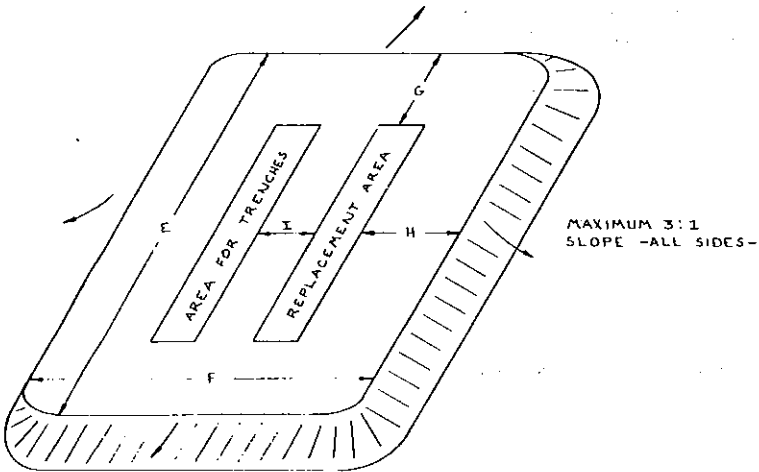 G
AREA FOR TRENCHES
REPLACEMENT AREA
E
I
H
MAXIMUM 3:1
SLOPE -ALL SIDES-
F